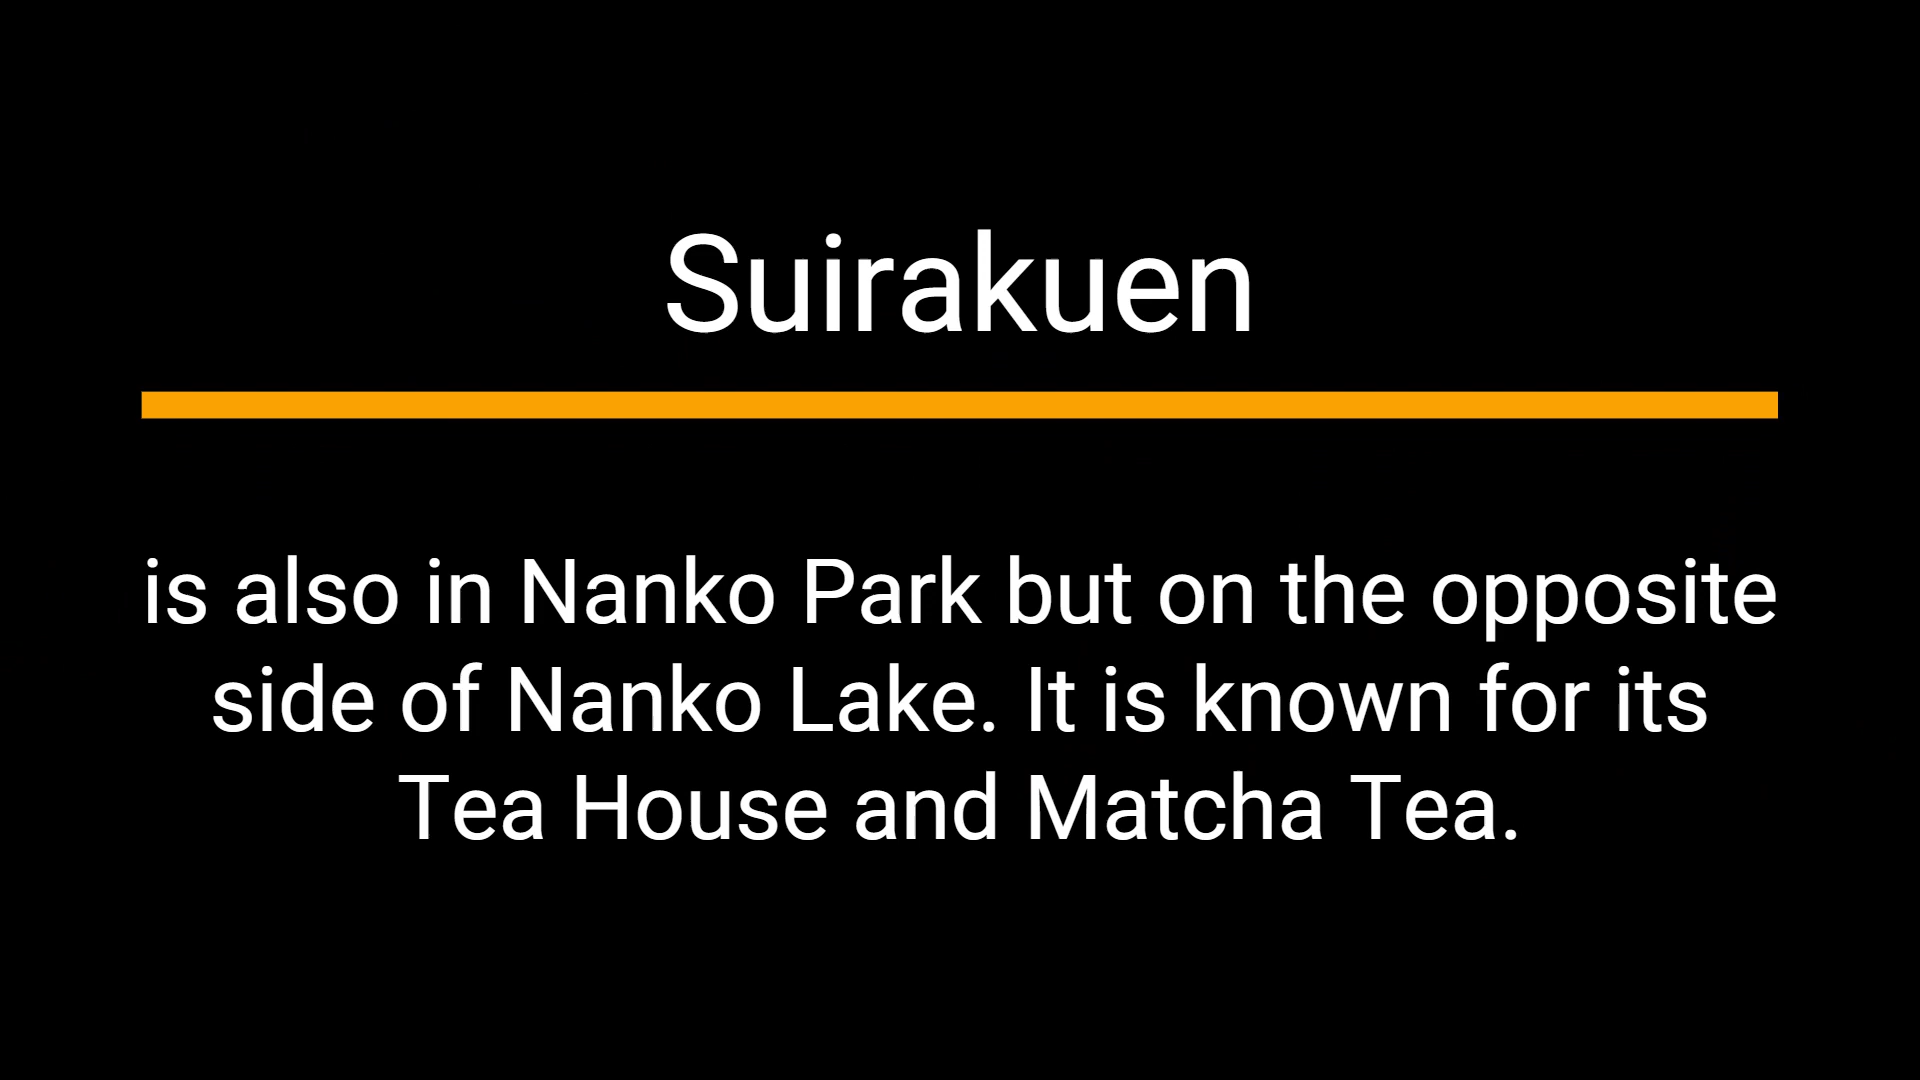 Suirakuen
is also in Nanko Park but on the opposite
side of Nanko Lake. It is known for its
Tea House and Matcha Tea.